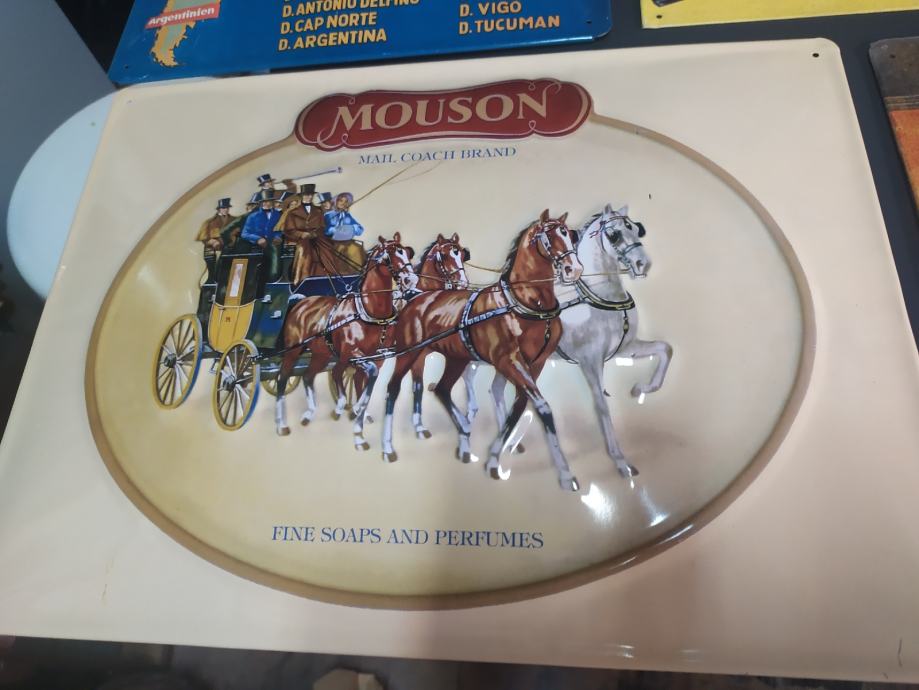 Argentinien
D. ANTONIO DELFINO
D. CAP NORTE
D. ARGENTINA
D. VIGO
D. TUCUMAN
MOUSON
MAIL COACH BRAND
FINE SOAPS AND PERFUMES